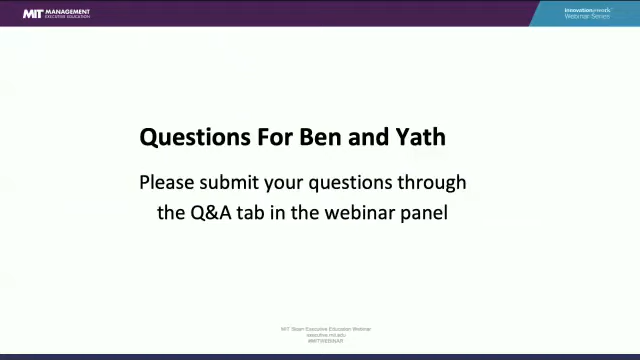 MIT MANAGEMENT
EXECUTIVE EDUCATION
innovation@work™
Webinar Series
Questions For Ben and Yath
Please submit your questions through
the Q&A tab in the webinar panel
MIT Sloan Executive Education Webinar
executive.mit.edu
#MITWEBINAR